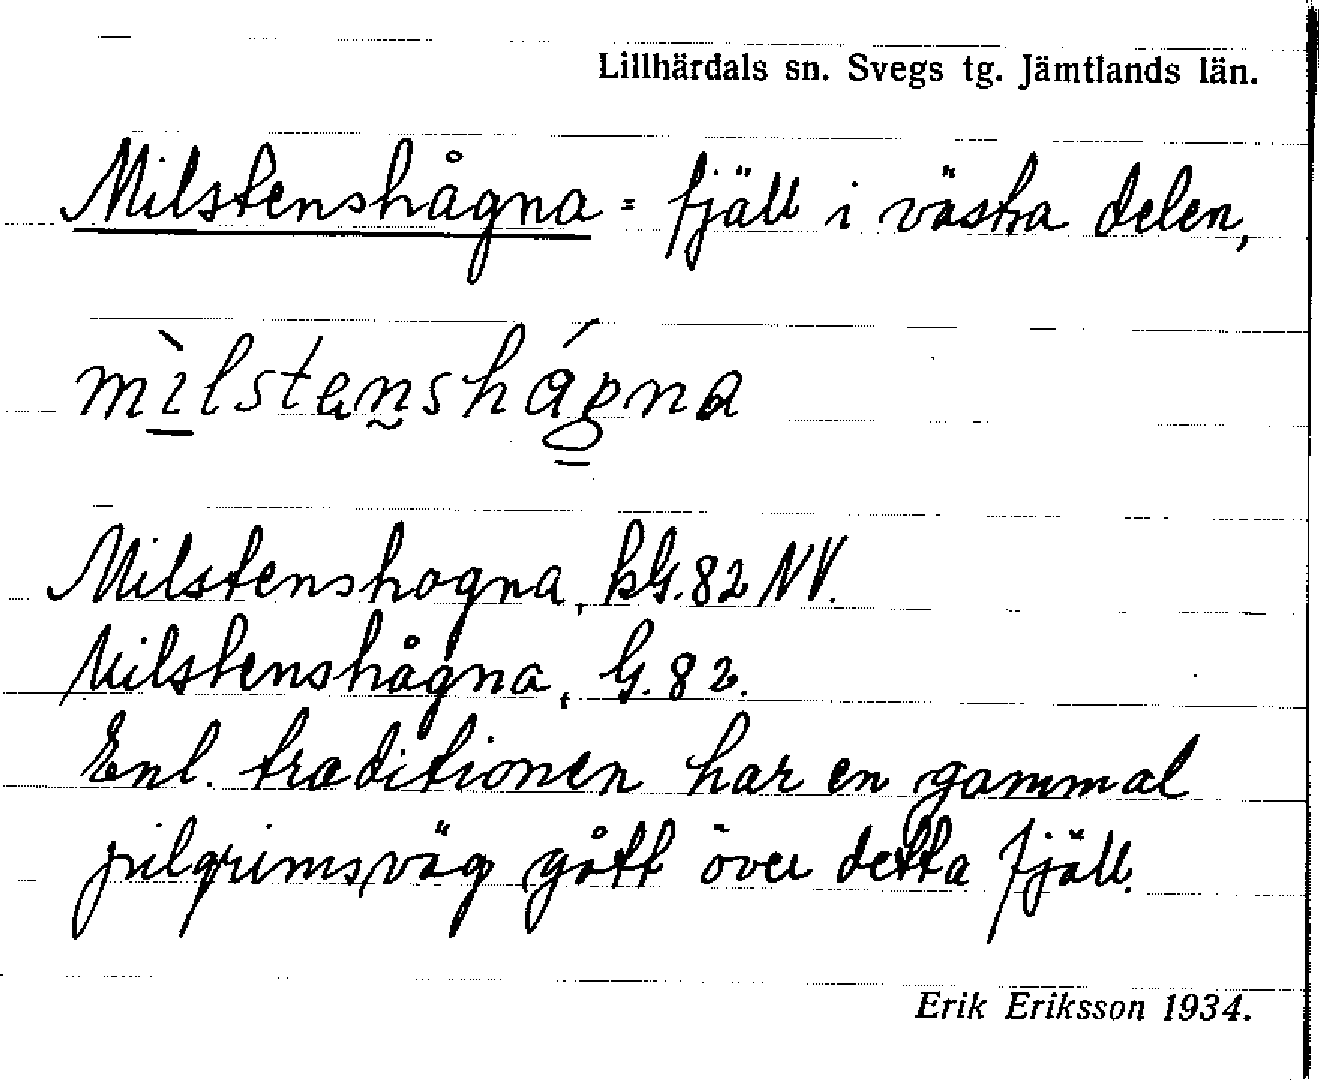 Lillhärdals sn. Svegs tg. Jämtlands län.
Milstenshågna = fjäll i västra delen,
mìlstenshágna
Milstenshogna, kG. 82 NV.
Milstenshågna, G. 82.
Enl. traditionen har en gammal
pilgrimsväg gått över detta fjäll.
Erik Eriksson 1934.